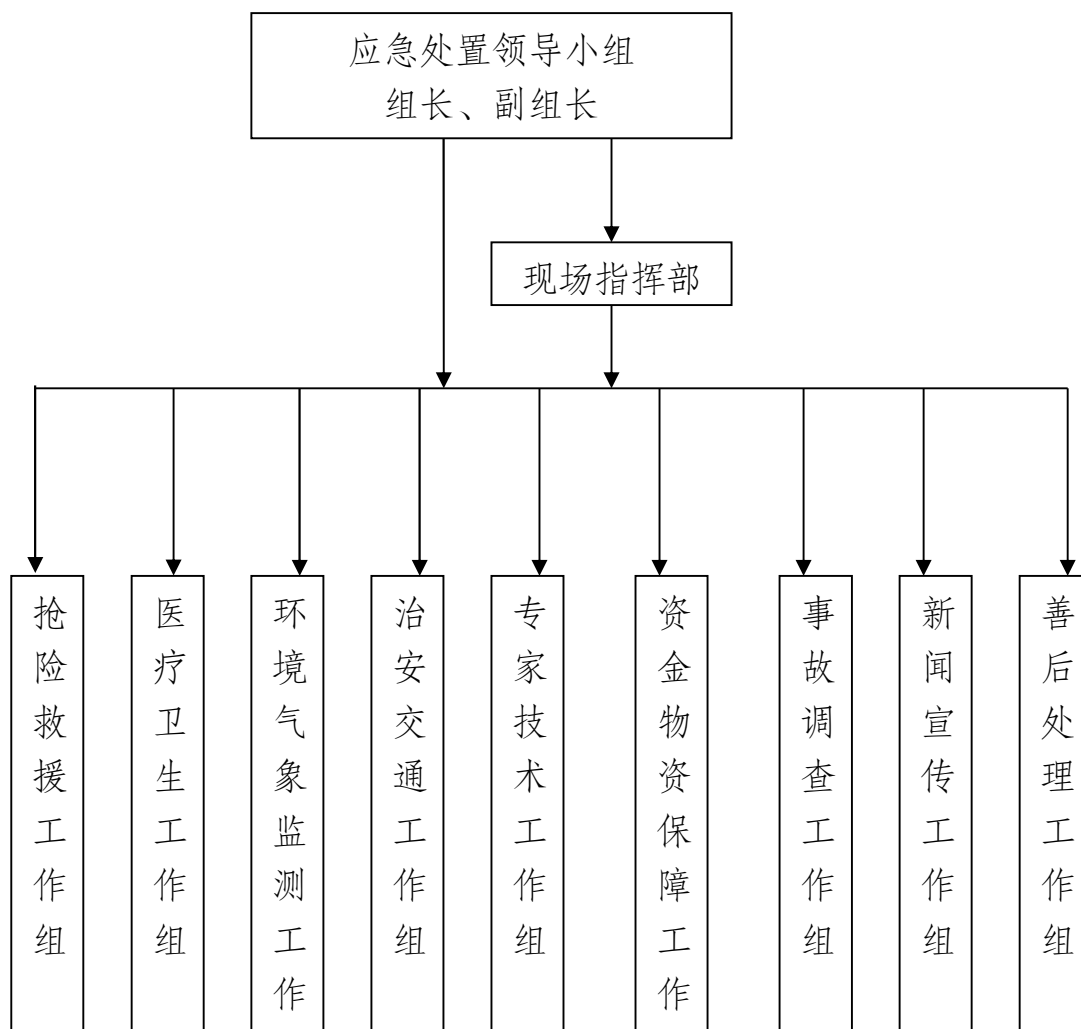 应急处置领导小组
组长、副组长
现场指挥部
抢险救援工作组
医疗卫生工作组
环境气象监测工作
治安交通工作组
专家技术工作组
资金物资保障工作
事故调查工作组
新闻宣传工作组
善后处理工作组